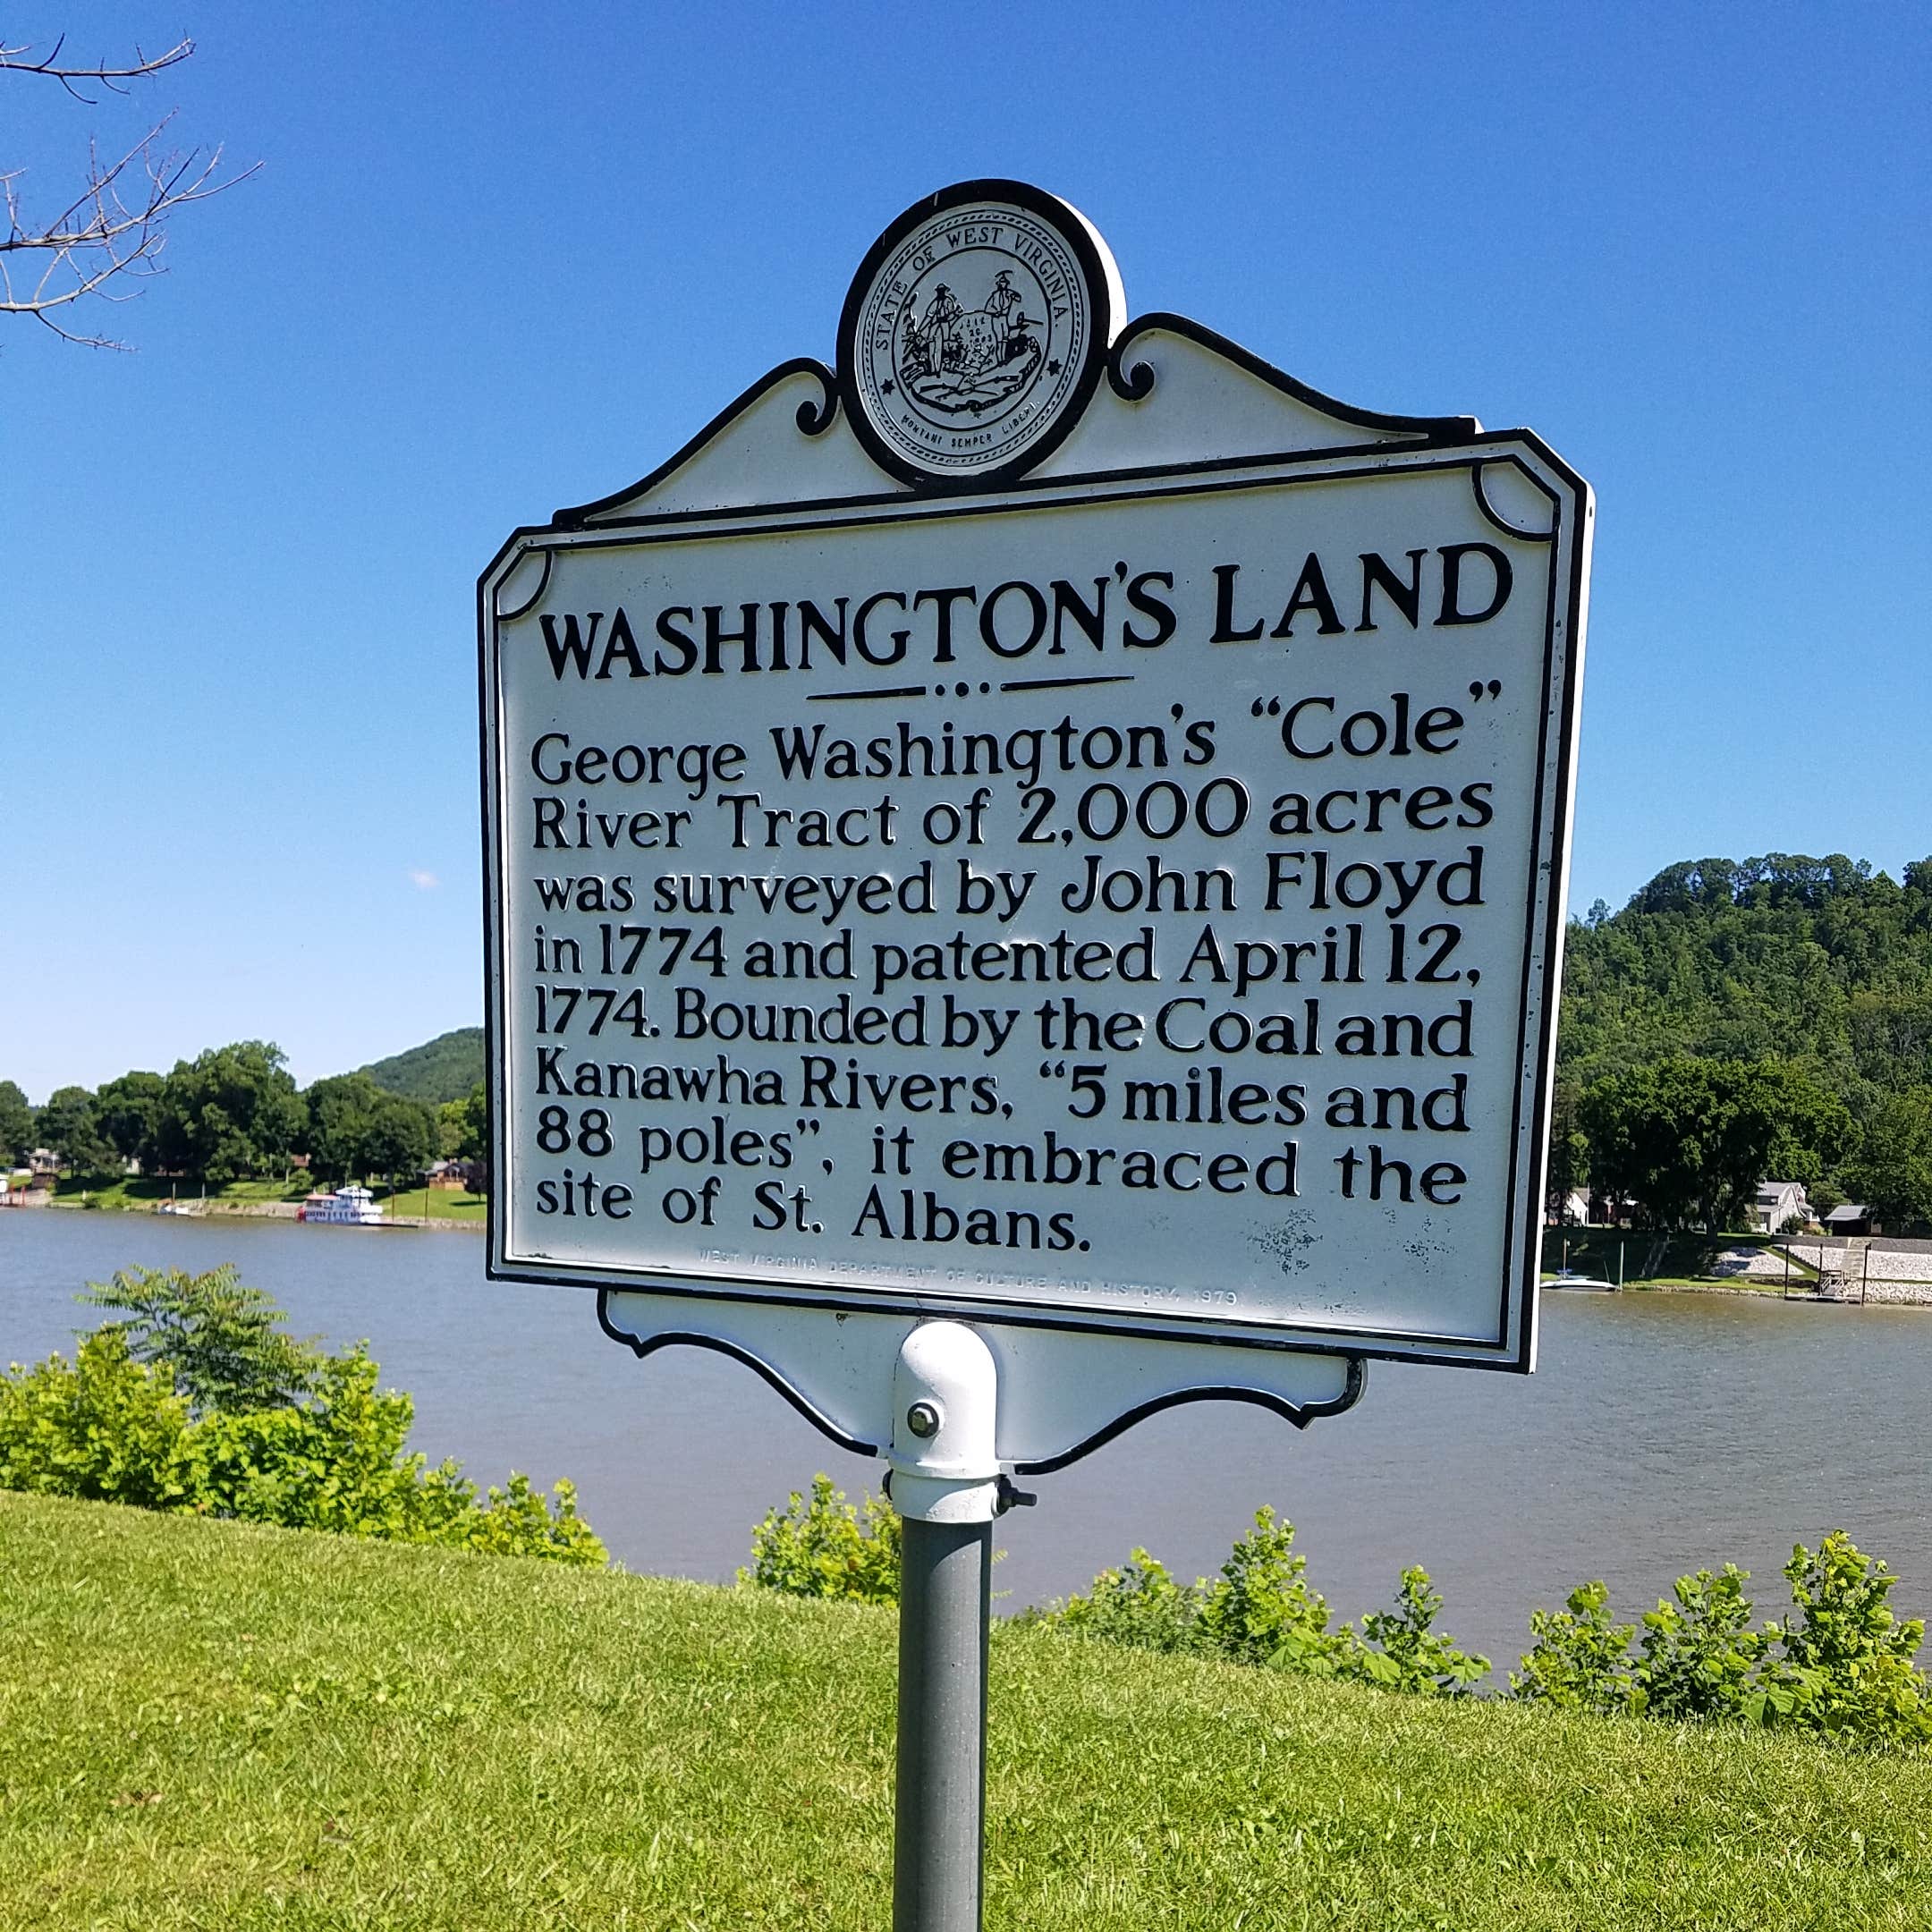 STATE OF WEST VIRGINIA
MONTANI SEMPER LIBERI
WASHINGTON'S LAND
George Washington's "Cole"
River Tract of 2,000 acres
was surveyed by John Floyd
in 1774 and patented April 12,
1774. Bounded by the Coal and
Kanawha Rivers, "5 miles and
88 poles", it embraced the
site of St. Albans.
WEST VIRGINIA DEPARTMENT OF CULTURE AND HISTORY, 1979